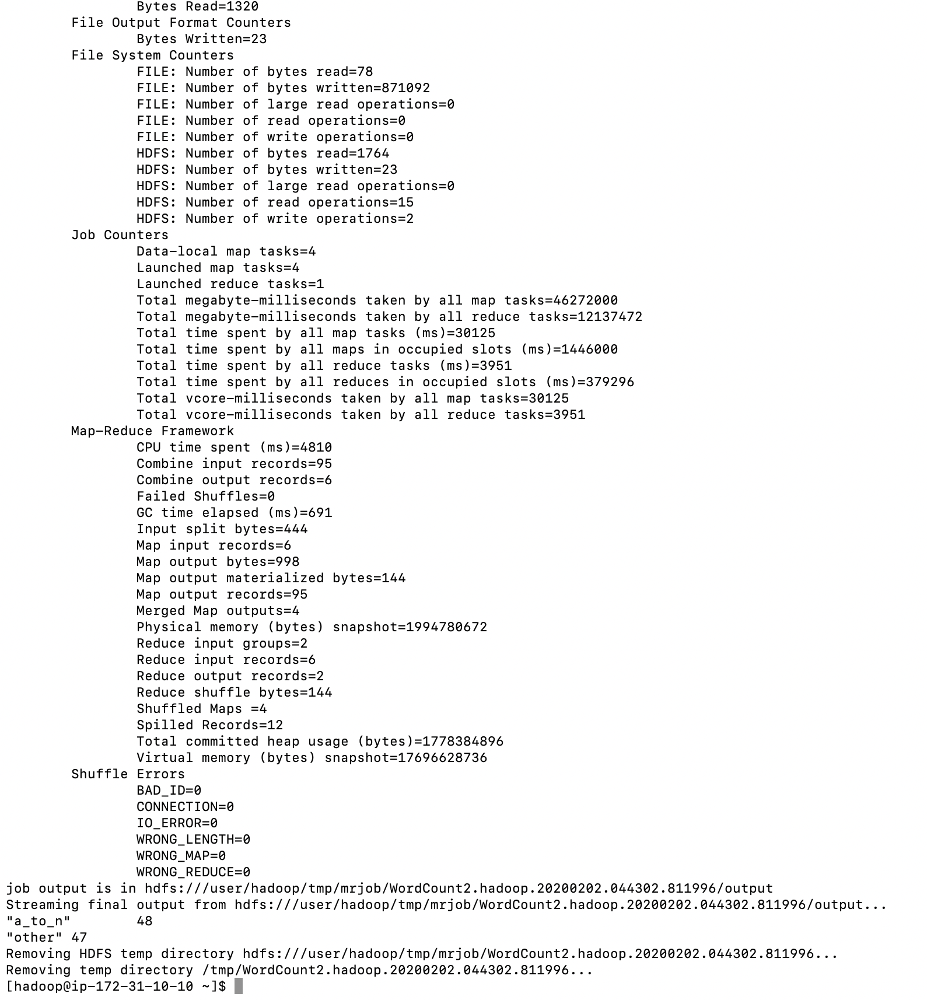 Bytes Read=1320
File Output Format Counters
Bytes Written=23
File System Counters
FILE: Number of bytes read=78
FILE: Number of bytes written=871092
FILE: Number of large read operations=0
FILE: Number of read operations=0
FILE: Number of write operations=0
HDFS: Number of bytes read=1764
HDFS: Number of bytes written=23
HDFS: Number of large read operations=0
HDFS: Number of read operations=15
HDFS: Number of write operations=2
Job Counters
Data-local map tasks=4
Launched map tasks=4
Launched reduce tasks=1
Total megabyte-milliseconds taken by all map tasks=46272000
Total megabyte-milliseconds taken by all reduce tasks=12137472
Total time spent by all map tasks (ms)=30125
Total time spent by all maps in occupied slots (ms)=1446000
Total time spent by all reduce tasks (ms)=3951
Total time spent by all reduces in occupied slots (ms)=379296
Total vcore-milliseconds taken by all map tasks=30125
Total vcore-milliseconds taken by all reduce tasks=3951
Map-Reduce Framework
CPU time spent (ms)=4810
Combine input records=95
Combine output records=6
Failed Shuffles=0
GC time elapsed (ms)=691
Input split bytes=444
Map input records=6
Map output bytes=998
Map output materialized bytes=144
Map output records=95
Merged Map outputs=4
Physical memory (bytes) snapshot=1994780672
Reduce input groups=2
Reduce input records=6
Reduce output records=2
Reduce shuffle bytes=144
Shuffled Maps =4
Spilled Records=12
Total committed heap usage (bytes)=1778384896
Virtual memory (bytes) snapshot=17696628736
Shuffle Errors
BAD_ID=0
CONNECTION=0
IO_ERROR=0
WRONG_LENGTH=0
WRONG_MAP=0
WRONG_REDUCE=0
job output is in hdfs:///user/hadoop/tmp/mrjob/WordCount2.hadoop.20200202.044302.811996/output
Streaming final output from hdfs:///user/hadoop/tmp/mrjob/WordCount2.hadoop.20200202.044302.811996/output...
"a_to_n" 48
"other" 47
Removing HDFS temp directory hdfs:///user/hadoop/tmp/mrjob/WordCount2.hadoop.20200202.044302.811996...
Removing temp directory /tmp/WordCount2.hadoop.20200202.044302.811996...
[hadoop@ip-172-31-10-10 ~]$